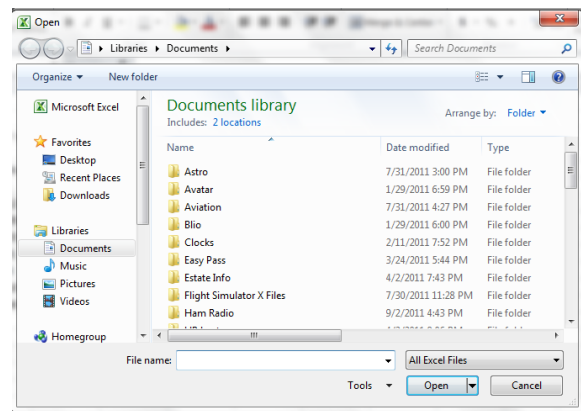 Open
Libraries Documents Search Documents
Organize New folder
Microsoft Excel
Favorites
Desktop
Recent Places
Downloads
Libraries
Documents
Music
Pictures
Videos
Homegroup
Documents library
Includes: 2 locations
Arrange by: Folder
Name Date modified Type
Astro 7/31/2011 3:00 PM File folder
Avatar 1/29/2011 6:59 PM File folder
Aviation 7/31/2011 4:27 PM File folder
Blio 1/29/2011 6:00 PM File folder
Clocks 2/11/2011 7:52 PM File folder
Easy Pass 3/24/2011 5:44 PM File folder
Estate Info 4/2/2011 7:43 PM File folder
Flight Simulator X Files 7/30/2011 11:28 PM File folder
Ham Radio 9/2/2011 4:43 PM File folder
File name: All Excel Files
Tools Open Cancel